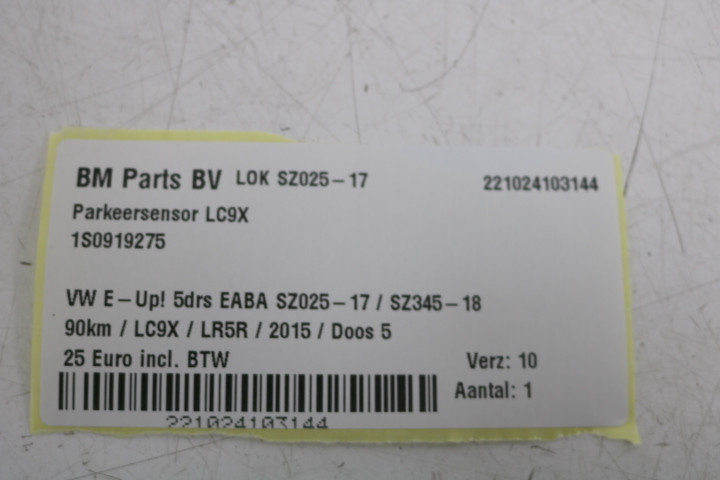 BM Parts BV LOK SZ025-17 221024103144
Parkeersensor LC9X
1S0919275
VW E-Up! 5drs EABA SZ025-17 / SZ345-18
90km / LC9X / LR5R / 2015 / Doos 5
25 Euro incl. BTW Verz: 10
Aantal: 1
221024103144